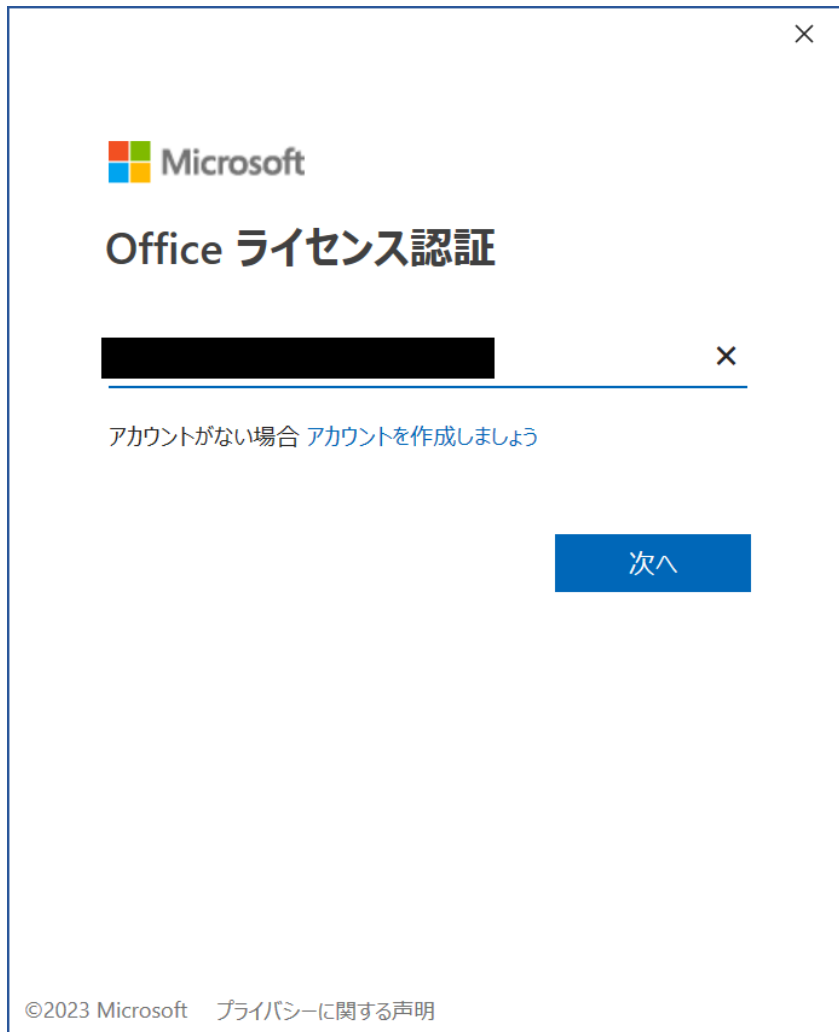 Microsoft
Office ライセンス認証
アカウントがない場合 アカウントを作成しましょう
次へ
©2023 Microsoft プライバシーに関する声明